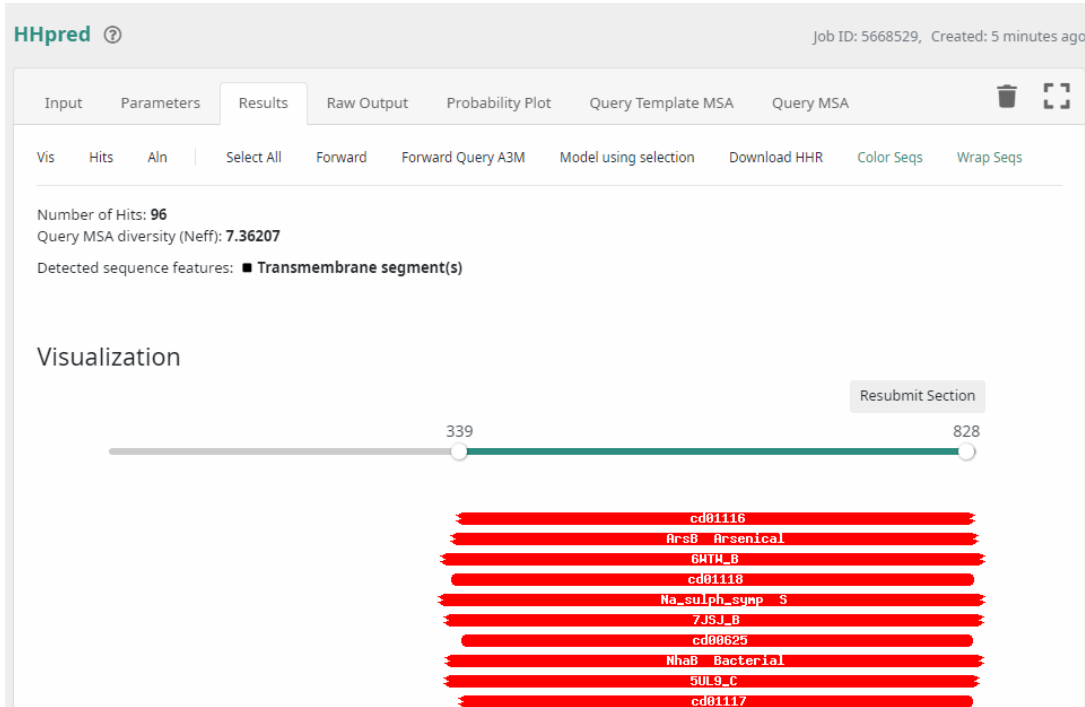 HHpred ?
Job ID: 5668529, Created: 5 minutes ago
Input Parameters Results Raw Output Probability Plot Query Template MSA Query MSA
Vis Hits Aln Select All Forward Forward Query A3M Model using selection Download HHR Color Seqs Wrap Seqs
Number of Hits: 96
Query MSA diversity (Neff): 7.36207
Detected sequence features: Transmembrane segment(s)
Visualization
Resubmit Section
339 828
cd01116
ArsB Arsenical
6WTW_B
cd01118
Na_sulph_symp S
7JSJ_B
cd00625
NhaB Bacterial
5UL9_C
cd01117